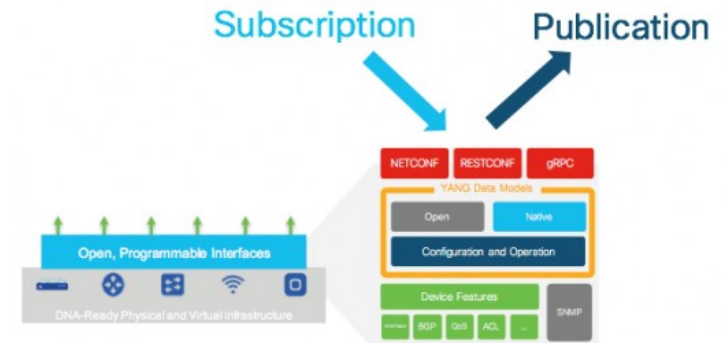 Subscription
Publication
NETCONF
RESTCONF
gRPC
YANG Data Models
Open
Native
Configuration and Operation
Open, Programmable Interfaces
DNA-Ready Physical and Virtual Infrastructure
Device Features
SNMP
Interface
BGP
QoS
ACL
...